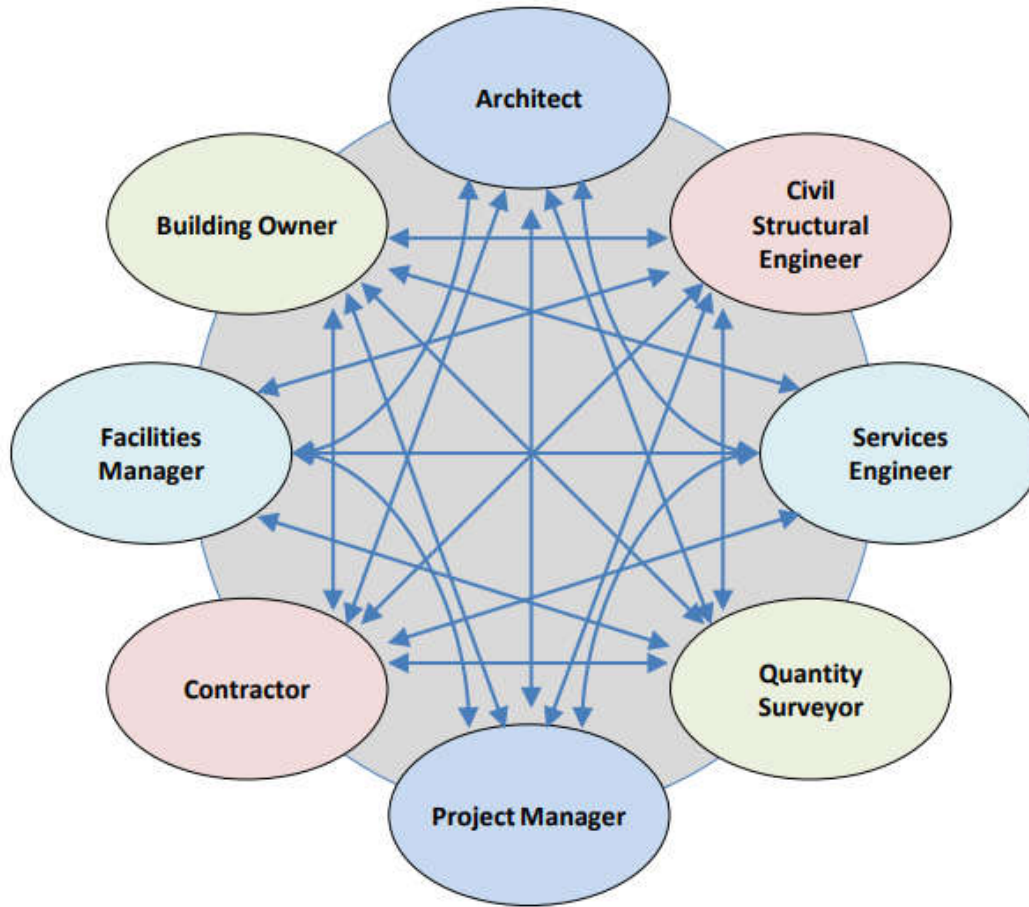 Architect
Building Owner
Civil
Structural
Engineer
Facilities
Manager
Services
Engineer
Contractor
Quantity
Surveyor
Project Manager